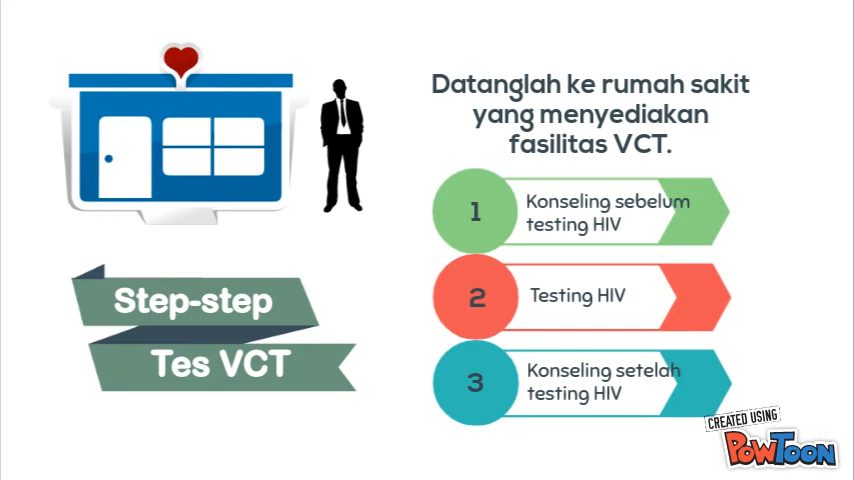 Datanglah ke rumah sakit
yang menyediakan
fasilitas VCT.
1
Konseling sebelum
testing HIV
2
Testing HIV
3
Konseling setelah
testing HIV
Step-step
Tes VCT
CREATED USING
POWTOON